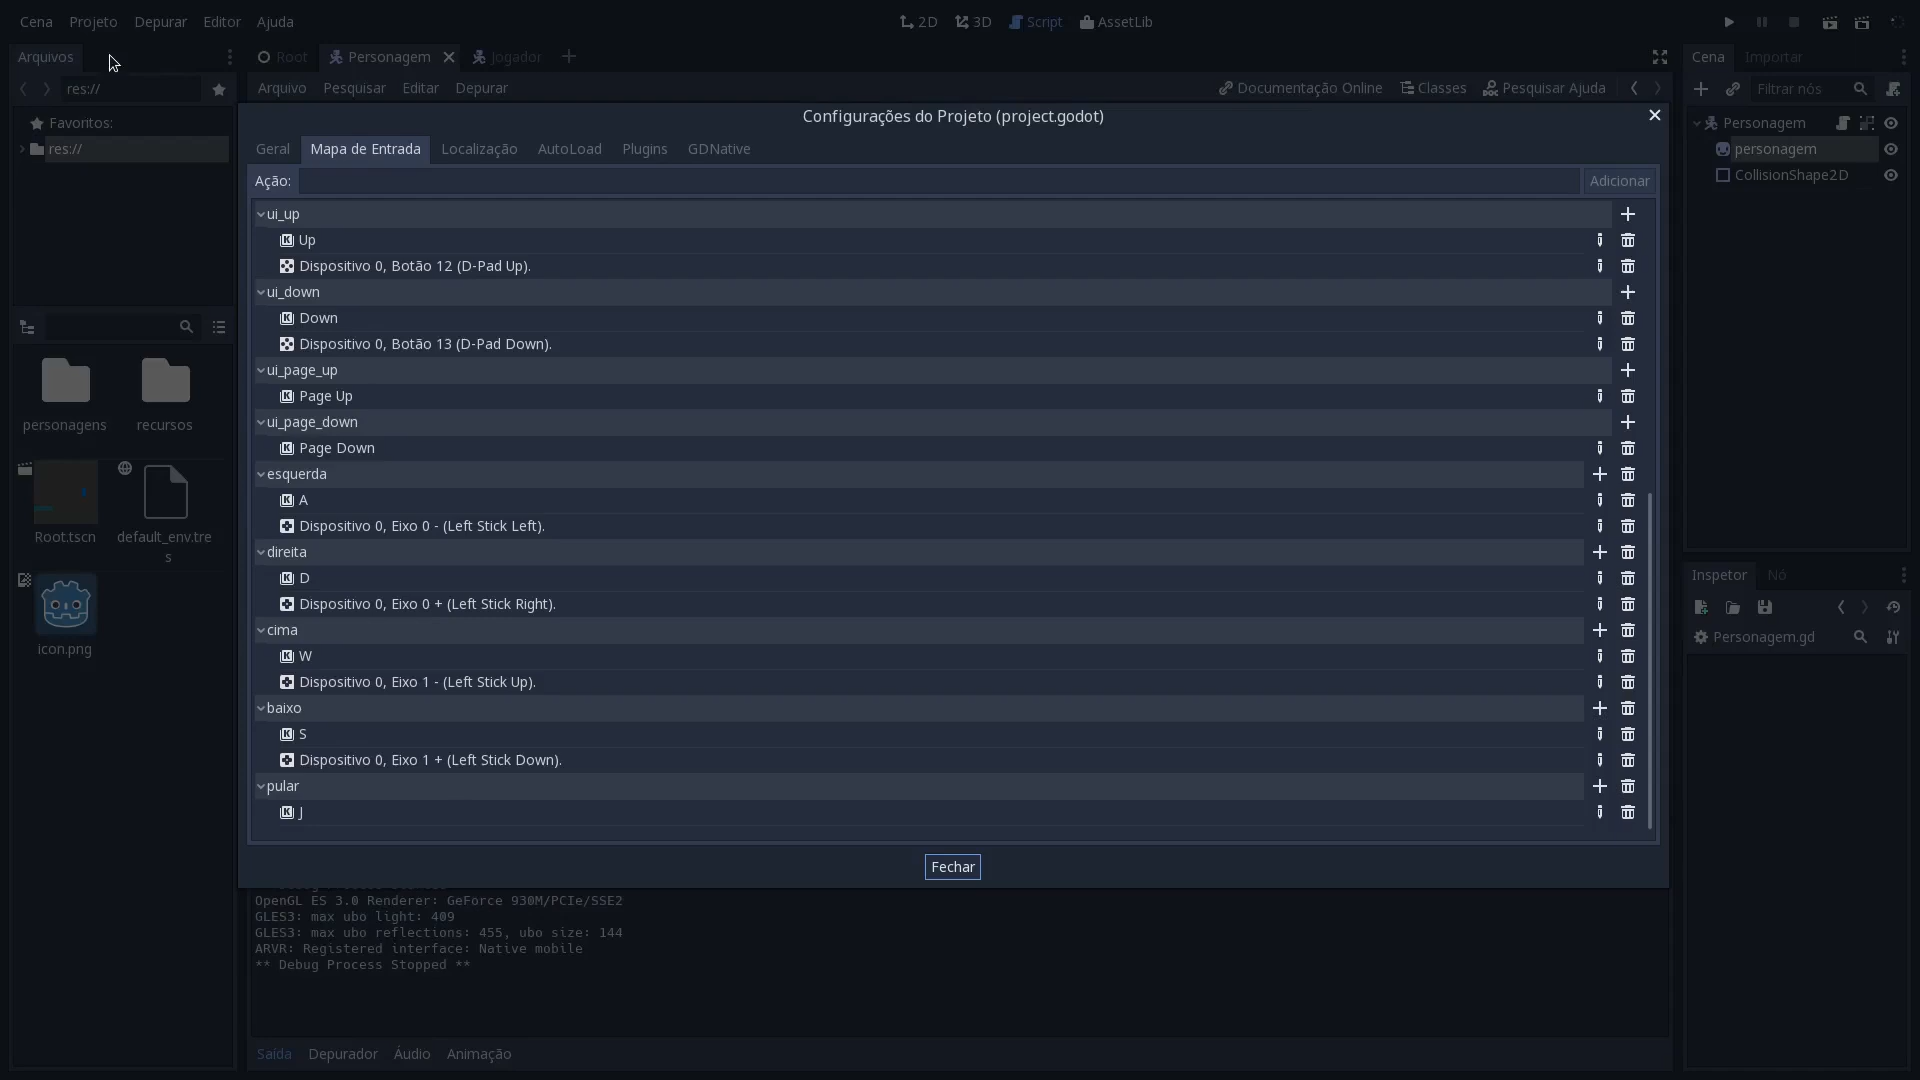 Cena Projeto Depurar Editor Ajuda
2D 3D Script AssetLib
Arquivos
Root Personagem Jogador
Cena Importar
res://
Arquivo Pesquisar Editar Depurar
Documentação Online Classes Pesquisar Ajuda
Filtrar nós
Favoritos:
res://
Personagem
personagem
CollisionShape2D
Configurações do Projeto (project.godot)
Geral Mapa de Entrada Localização AutoLoad Plugins GDNative
Ação: Adicionar
ui_up
Up
Dispositivo 0, Botão 12 (D-Pad Up).
ui_down
Down
Dispositivo 0, Botão 13 (D-Pad Down).
ui_page_up
Page Up
ui_page_down
Page Down
esquerda
A
Dispositivo 0, Eixo 0 - (Left Stick Left).
direita
D
Dispositivo 0, Eixo 0 + (Left Stick Right).
cima
W
Dispositivo 0, Eixo 1 - (Left Stick Up).
baixo
S
Dispositivo 0, Eixo 1 + (Left Stick Down).
pular
J
Fechar
personagens recursos
Root.tscn default_env.tre
s
icon.png
Inspetor Nó
Personagem.gd
OpenGL ES 3.0 Renderer: GeForce 930M/PCIe/SSE2
GLES3: max ubo light: 409
GLES3: max ubo reflections: 455, ubo size: 144
ARVR: Registered interface: Native mobile
** Debug Process Stopped **
Saída Depurador Áudio Animação